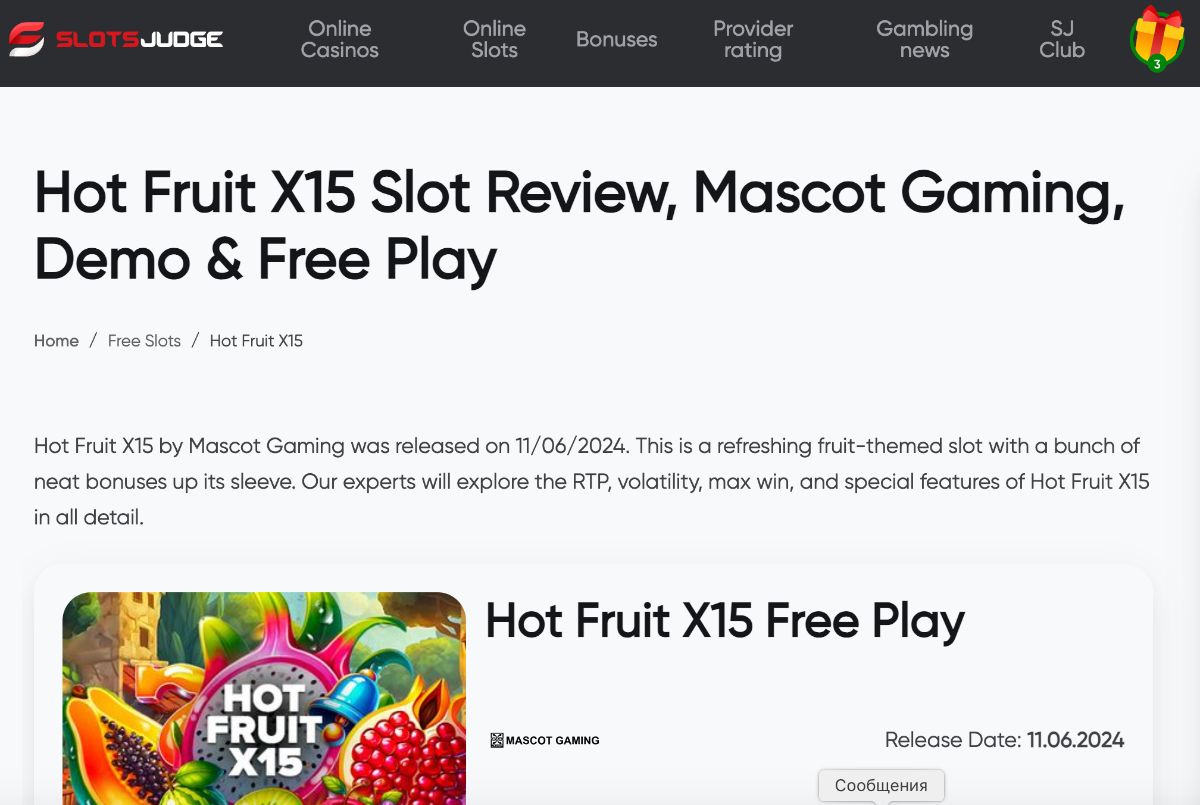 SLOTSJUDGE
Online
Casinos
Online
Slots
Bonuses
Provider
rating
Gambling
news
SJ
Club
3
Hot Fruit X15 Slot Review, Mascot Gaming,
Demo & Free Play
Home / Free Slots / Hot Fruit X15
Hot Fruit X15 by Mascot Gaming was released on 11/06/2024. This is a refreshing fruit-themed slot with a bunch of
neat bonuses up its sleeve. Our experts will explore the RTP, volatility, max win, and special features of Hot Fruit X15
in all detail.
HOT
FRUIT
X15
Hot Fruit X15 Free Play
MASCOT GAMING
Release Date: 11.06.2024
Сообщения